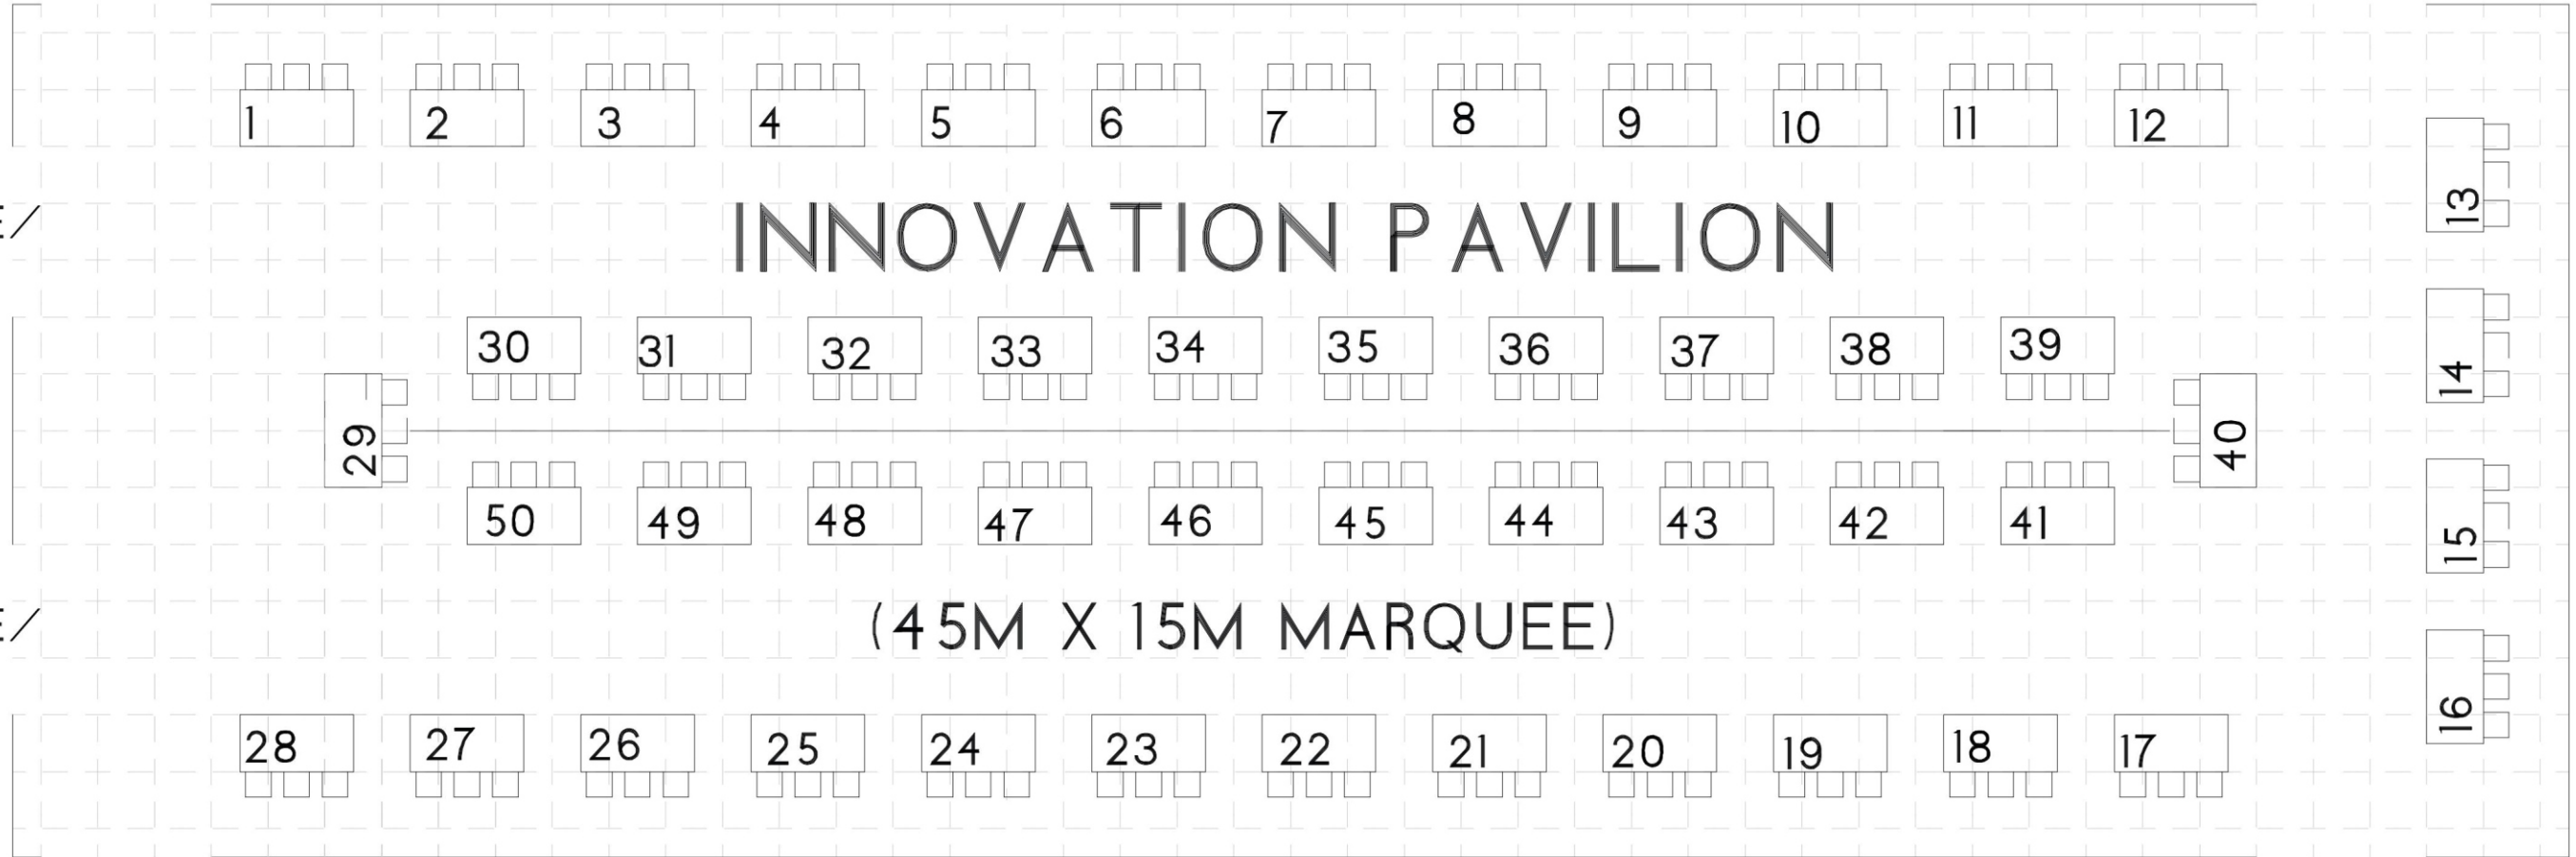 1 2 3 4 5 6 7 8 9 10 11 12
13
E/
INNOVATION PAVILION
14
30 31 32 33 34 35 36 37 38 39
29
40
50 49 48 47 46 45 44 43 42 41
15
E/
(45M X 15M MARQUEE)
16
28 27 26 25 24 23 22 21 20 19 18 17